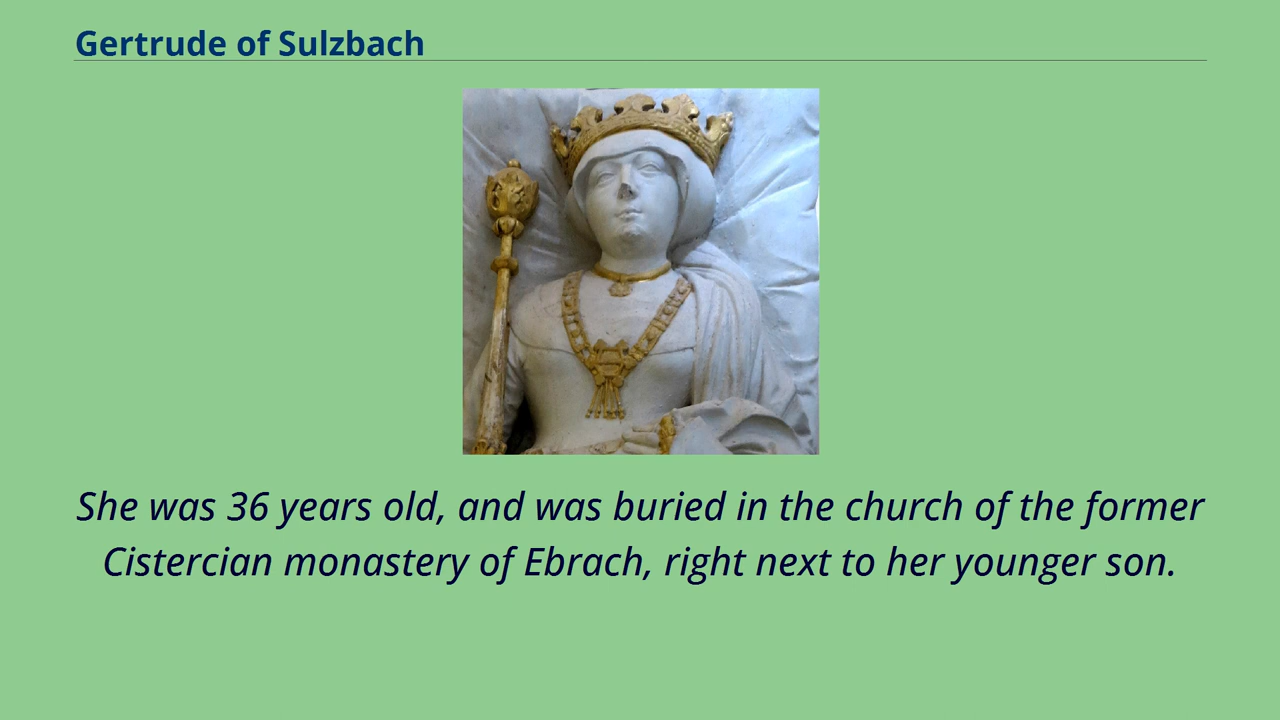 Gertrude of Sulzbach
She was 36 years old, and was buried in the church of the former
Cistercian monastery of Ebrach, right next to her younger son.